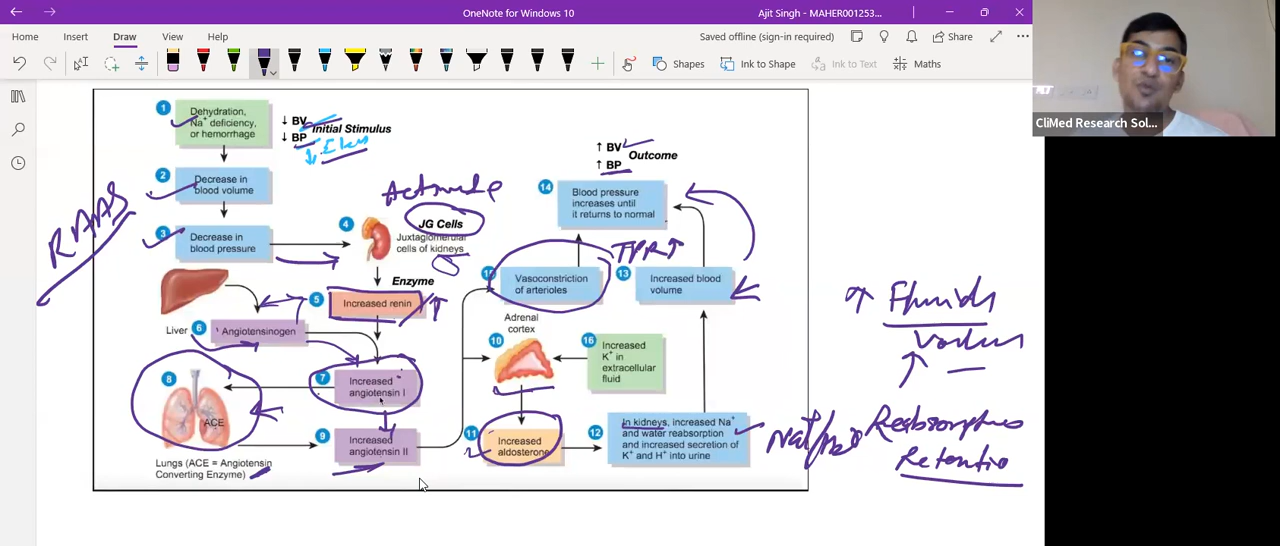 OneNote for Windows 10
Ajit Singh - MAHER001253...
Home
Insert
Draw
View
Help
Saved offline (sign-in required)
Share
Shapes
Ink to Shape
Ink to Text
Maths
CliMed Research Sol...
1
Dehydration,
Na+ deficiency,
or hemorrhage
↓ BV
↓ BP
Initial Stimulus
2
Decrease in
blood volume
3
Decrease in
blood pressure
RAAS
4
Activate
JG Cells
Juxtaglomerular
cells of kidneys
Enzyme
5
Increased renin
Liver
6
Angiotensinogen
7
Increased
angiotensin I
8
ACE
Lungs (ACE = Angiotensin
Converting Enzyme)
9
Increased
angiotensin II
↑ BV
↑ BP
Outcome
14
Blood pressure
increases until
it returns to normal
TPR↑
Vasoconstriction
of arterioles
13
Increased blood
volume
Adrenal
cortex
10
16
Increased
K+ in
extracellular
fluid
11
Increased
aldosterone
12
In kidneys, increased Na+
and water reabsorption
and increased secretion of
K+ and H+ into urine
↑ Fluids
Na+/H2O